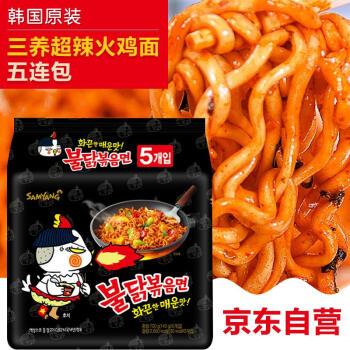 韩国原装
三养超辣火鸡面
五连包
화끈한 매운맛!
불닭볶음면
5개입
SAMYANG
불닭볶음면
화끈한 매운맛!
호치
京东自营